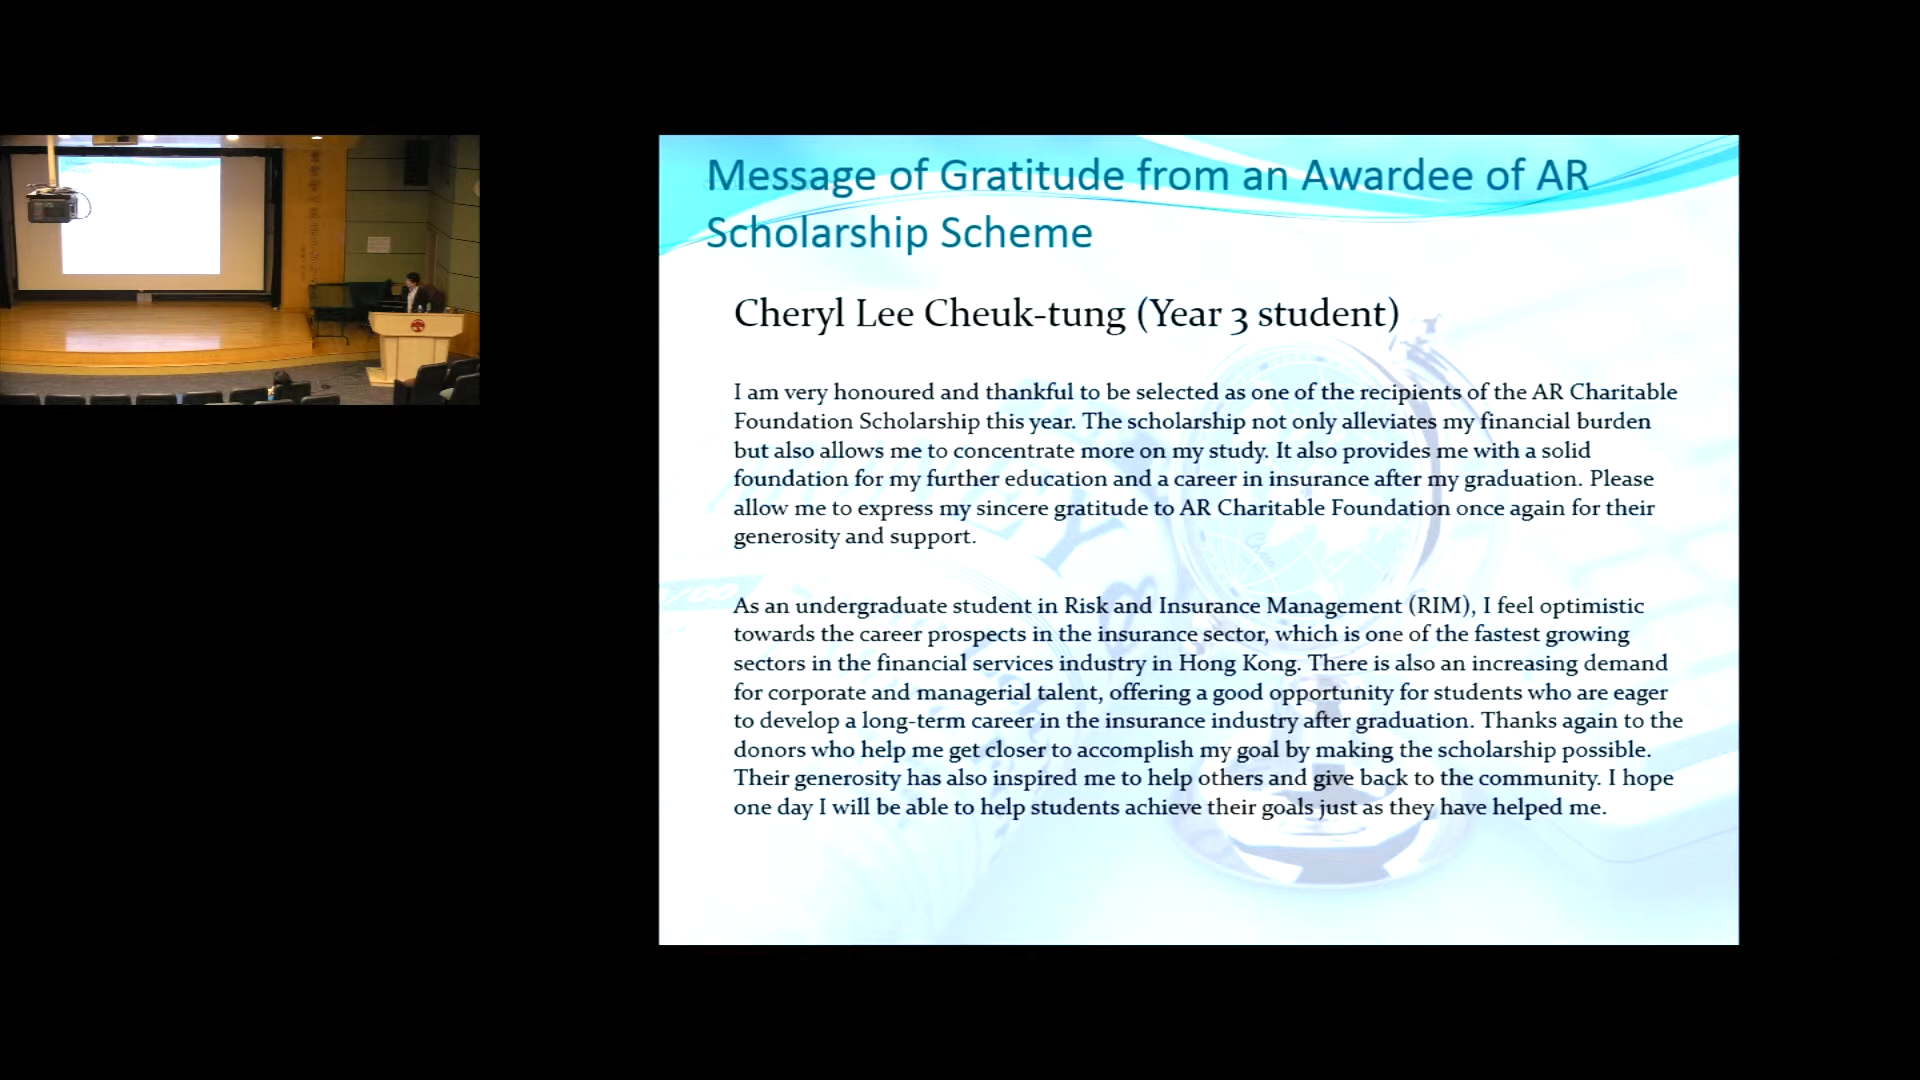 Message of Gratitude from an Awardee of AR
Scholarship Scheme
Cheryl Lee Cheuk-tung (Year 3 student)
I am very honoured and thankful to be selected as one of the recipients of the AR Charitable
Foundation Scholarship this year. The scholarship not only alleviates my financial burden
but also allows me to concentrate more on my study. It also provides me with a solid
foundation for my further education and a career in insurance after my graduation. Please
allow me to express my sincere gratitude to AR Charitable Foundation once again for their
generosity and support.
As an undergraduate student in Risk and Insurance Management (RIM), I feel optimistic
towards the career prospects in the insurance sector, which is one of the fastest growing
sectors in the financial services industry in Hong Kong. There is also an increasing demand
for corporate and managerial talent, offering a good opportunity for students who are eager
to develop a long-term career in the insurance industry after graduation. Thanks again to the
donors who help me get closer to accomplish my goal by making the scholarship possible.
Their generosity has also inspired me to help others and give back to the community. I hope
one day I will be able to help students achieve their goals just as they have helped me.